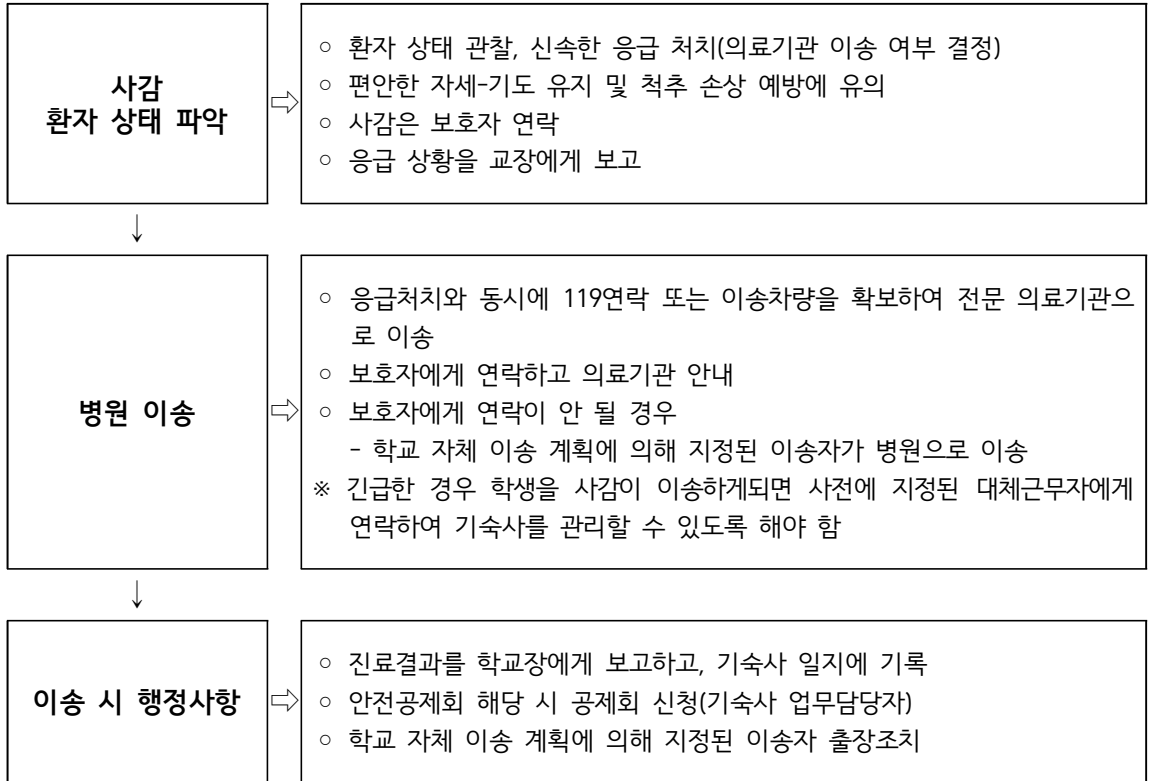 사감
환자 상태 파악
⇨
○ 환자 상태 관찰, 신속한 응급 처치(의료기관 이송 여부 결정)
○ 편안한 자세-기도 유지 및 척추 손상 예방에 유의
○ 사감은 보호자 연락
○ 응급 상황을 교장에게 보고
↓
병원 이송
⇨
○ 응급처치와 동시에 119연락 또는 이송차량을 확보하여 전문 의료기관으
로 이송
○ 보호자에게 연락하고 의료기관 안내
○ 보호자에게 연락이 안 될 경우
- 학교 자체 이송 계획에 의해 지정된 이송자가 병원으로 이송
※ 긴급한 경우 학생을 사감이 이송하게되면 사전에 지정된 대체근무자에게
연락하여 기숙사를 관리할 수 있도록 해야 함
↓
이송 시 행정사항
⇨
○ 진료결과를 학교장에게 보고하고, 기숙사 일지에 기록
○ 안전공제회 해당 시 공제회 신청(기숙사 업무담당자)
○ 학교 자체 이송 계획에 의해 지정된 이송자 출장조치